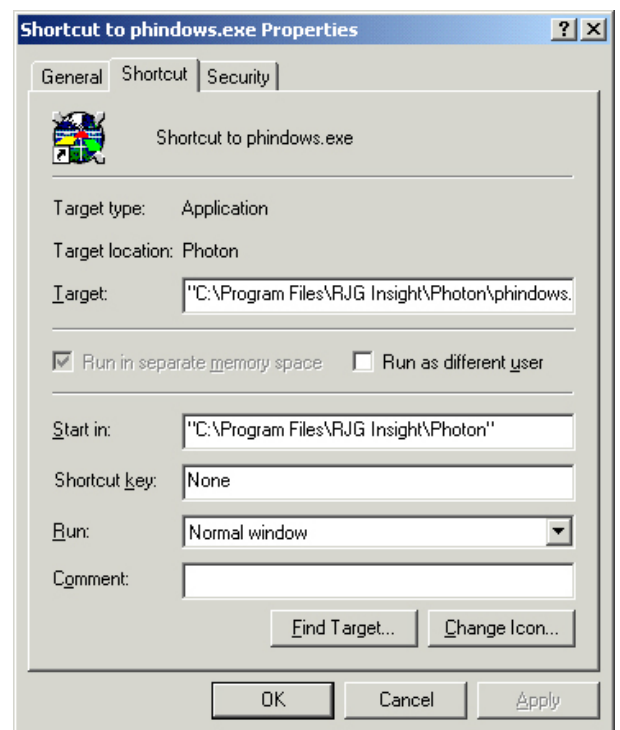 Shortcut to phindows.exe Properties
General Shortcut Security
Shortcut to phindows.exe
Target type: Application
Target location: Photon
Target: "C:\Program Files\RJG Insight\Photon\phindows.
Run in separate memory space Run as different user
Start in: "C:\Program Files\RJG Insight\Photon"
Shortcut key: None
Run: Normal window
Comment:
Find Target... Change Icon...
OK Cancel Apply